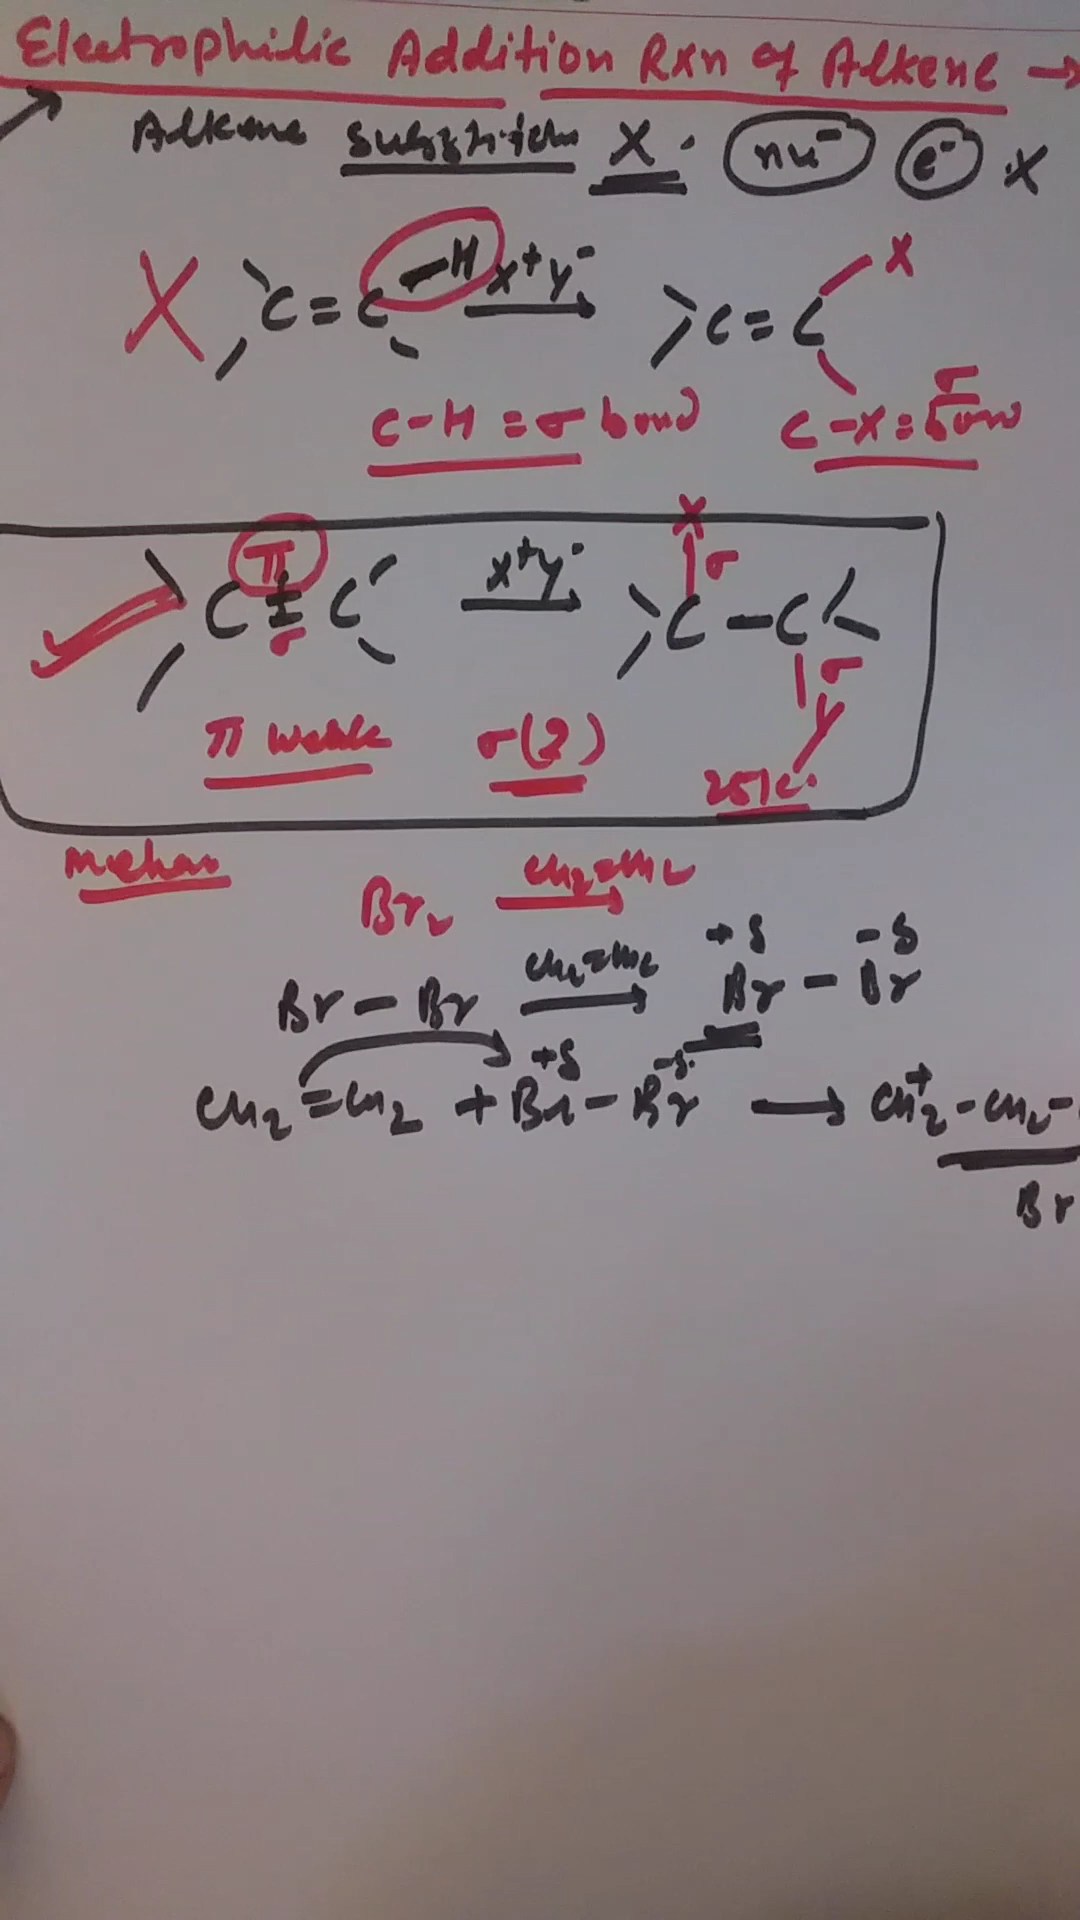 Electrophilic Addition Rxn of Alkene →
Alkene substitution X . nu⁻ e⁻ . X
X >C=C-H X⁺Y⁻ → >C=C X
C-H = σ bond C-X = σ bond
π
C=C X⁺Y⁻ → X σ >C-C<
σ σ
π weak σ(2) Y
Br₂ CH₂=CH₂ →
Br-Br CH₂=CH₂ → +δ Br - -δ Br
CH₂=CH₂ + +δ Br - -δ Br → CH₂⁺-CH₂-
Br